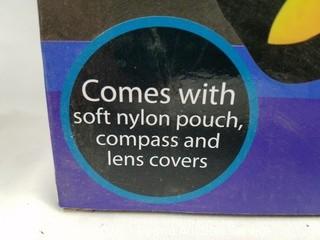 Comes with
soft nylon pouch,
compass and
lens covers